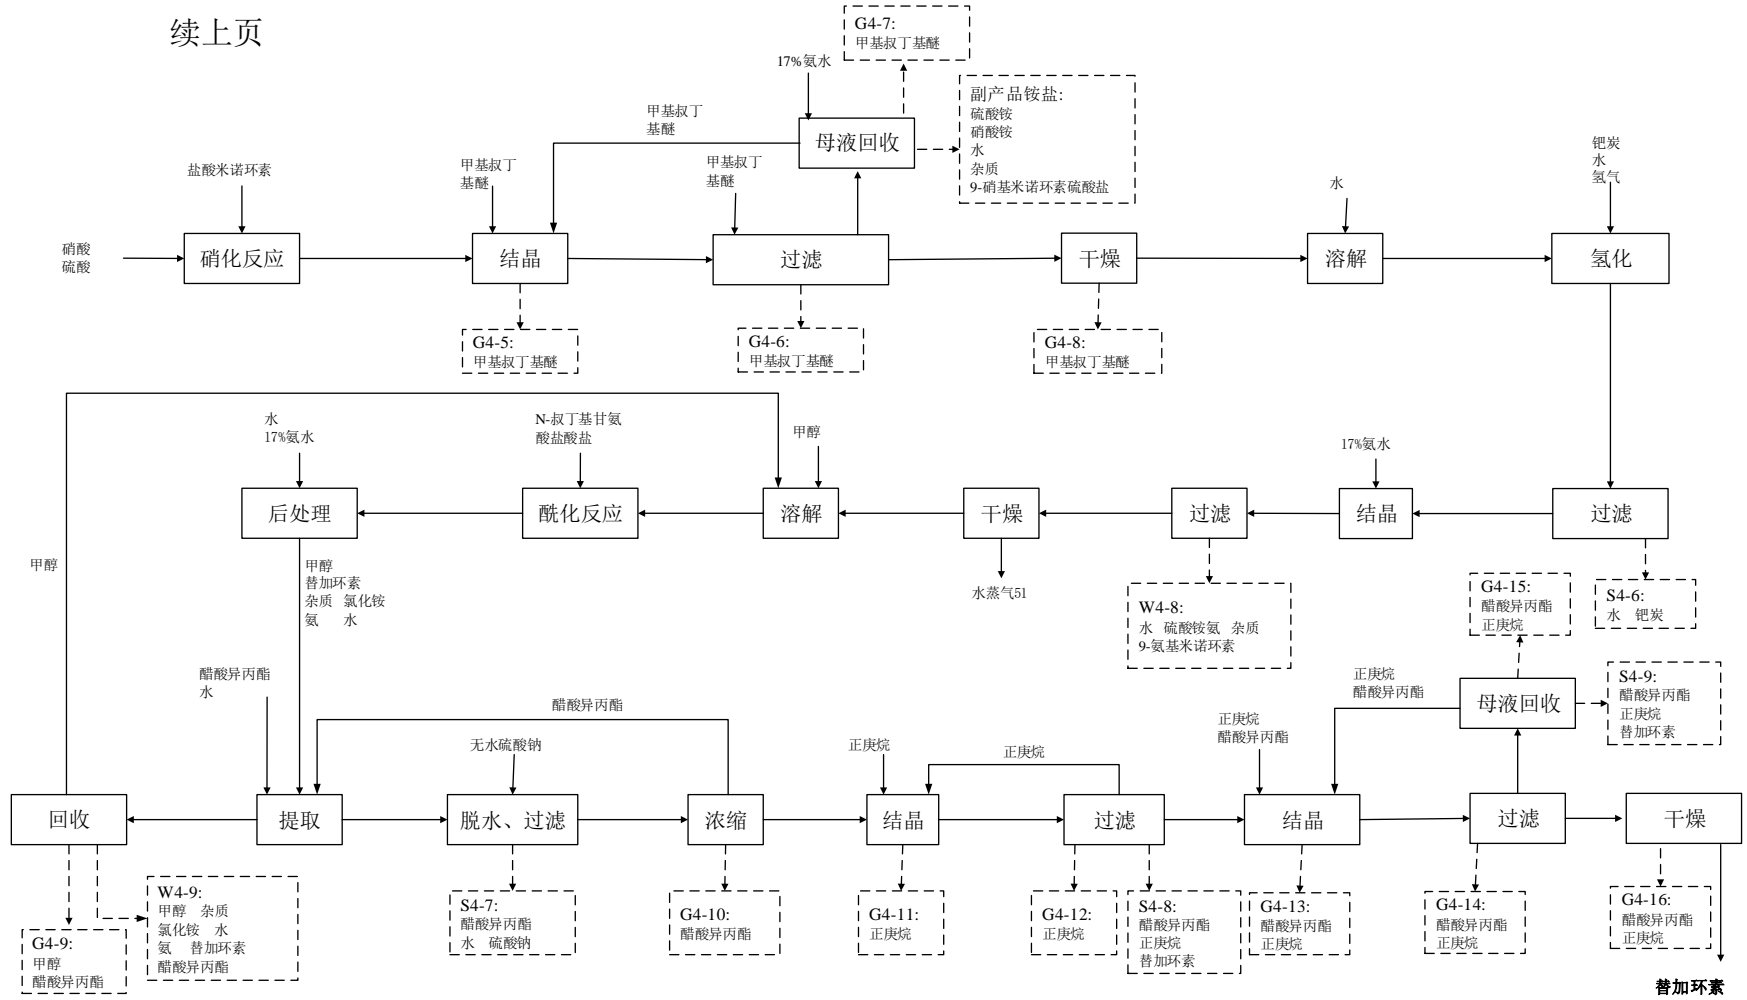 续上页
G4-7:
甲基叔丁基醚
17%氨水
副产品铵盐:
硫酸铵
硝酸铵
水
杂质
9-硝基米诺环素硫酸盐
甲基叔丁
基醚
母液回收
盐酸米诺环素
甲基叔丁
基醚
甲基叔丁
基醚
水
钯炭
水
氢气
硝酸
硫酸
硝化反应
结晶
过滤
干燥
溶解
氢化
G4-5:
甲基叔丁基醚
G4-6:
甲基叔丁基醚
G4-8:
甲基叔丁基醚
水
17%氨水
N-叔丁基甘氨
酸盐酸盐
甲醇
17%氨水
后处理
酰化反应
溶解
干燥
过滤
结晶
过滤
甲醇
甲醇
替加环素
杂质 氯化铵
氨 水
水蒸气51
W4-8:
水 硫酸铵氨 杂质
9-氨基米诺环素
G4-15:
醋酸异丙酯
正庚烷
S4-6:
水 钯炭
醋酸异丙酯
水
醋酸异丙酯
无水硫酸钠
正庚烷
正庚烷
正庚烷
醋酸异丙酯
正庚烷
醋酸异丙酯
母液回收
S4-9:
醋酸异丙酯
正庚烷
替加环素
回收
提取
脱水、过滤
浓缩
结晶
过滤
结晶
过滤
干燥
G4-9:
甲醇
醋酸异丙酯
W4-9:
甲醇 杂质
氯化铵 水
氨 替加环素
醋酸异丙酯
S4-7:
醋酸异丙酯
水 硫酸钠
G4-10:
醋酸异丙酯
G4-11:
正庚烷
G4-12:
正庚烷
S4-8:
醋酸异丙酯
正庚烷
替加环素
G4-13:
醋酸异丙酯
正庚烷
G4-14:
醋酸异丙酯
正庚烷
G4-16:
醋酸异丙酯
正庚烷
替加环素